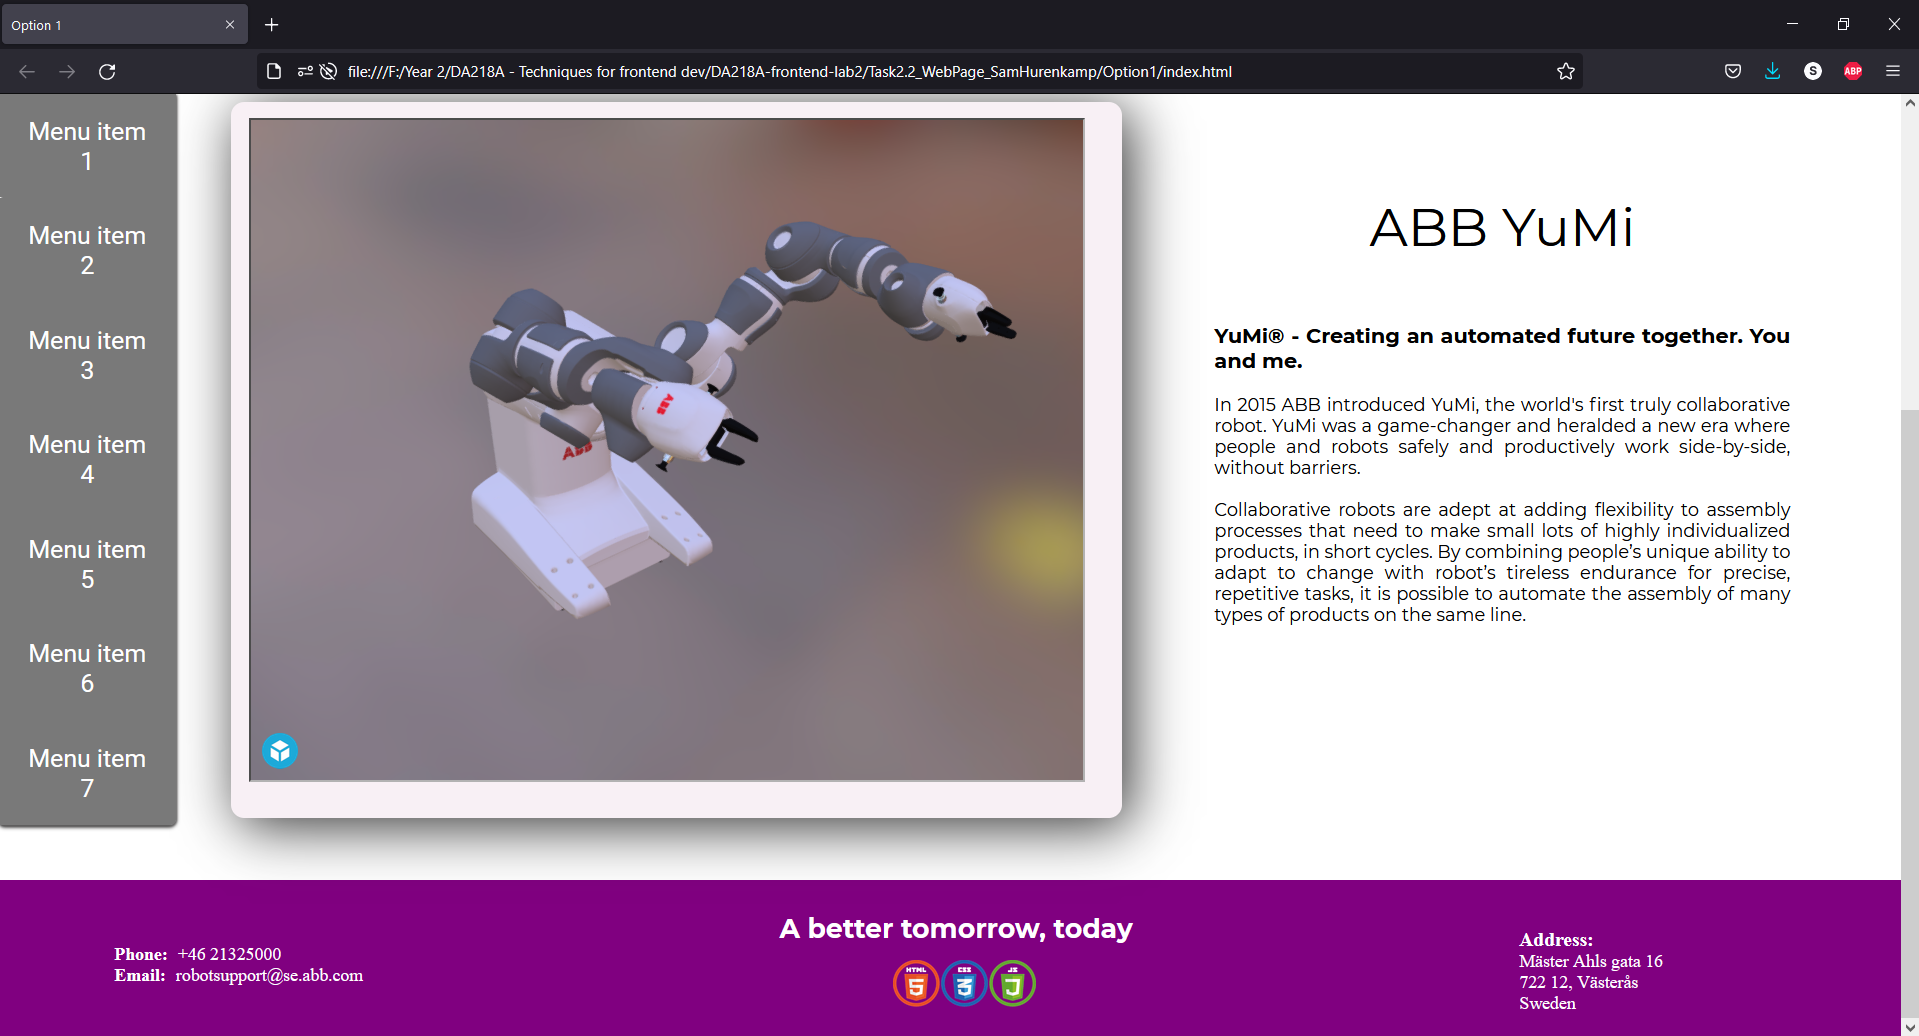 Option 1
file:///F:/Year 2/DA218A - Techniques for frontend dev/DA218A-frontend-lab2/Task2.2_WebPage_SamHurenkamp/Option1/index.html
S
ABP
Menu item
1
Menu item
2
Menu item
3
Menu item
4
Menu item
5
Menu item
6
Menu item
7
ABB
ABB
ABB YuMi
YuMi® - Creating an automated future together. You
and me.
In 2015 ABB introduced YuMi, the world's first truly collaborative
robot. YuMi was a game-changer and heralded a new era where
people and robots safely and productively work side-by-side,
without barriers.
Collaborative robots are adept at adding flexibility to assembly
processes that need to make small lots of highly individualized
products, in short cycles. By combining people’s unique ability to
adapt to change with robot’s tireless endurance for precise,
repetitive tasks, it is possible to automate the assembly of many
types of products on the same line.
Phone: +46 21325000
Email: robotsupport@se.abb.com
A better tomorrow, today
HTML
5
CSS
3
JS
J
Address:
Mäster Ahls gata 16
722 12, Västerås
Sweden